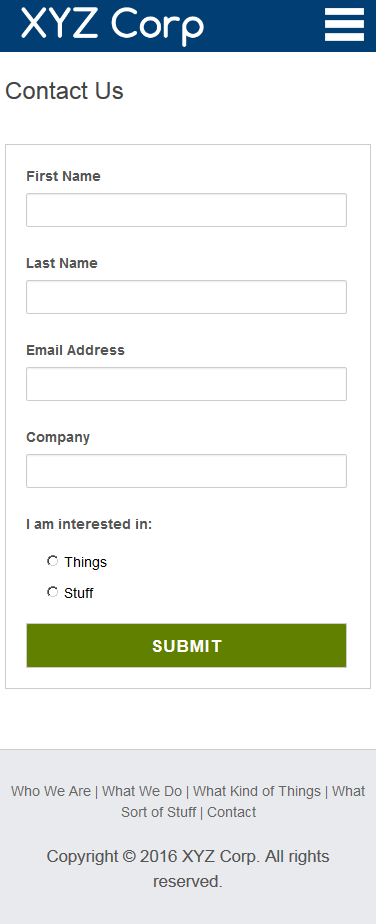 XYZ Corp
Contact Us
First Name
Last Name
Email Address
Company
I am interested in:
Things
Stuff
SUBMIT
Who We Are | What We Do | What Kind of Things | What
Sort of Stuff | Contact
Copyright © 2016 XYZ Corp. All rights
reserved.